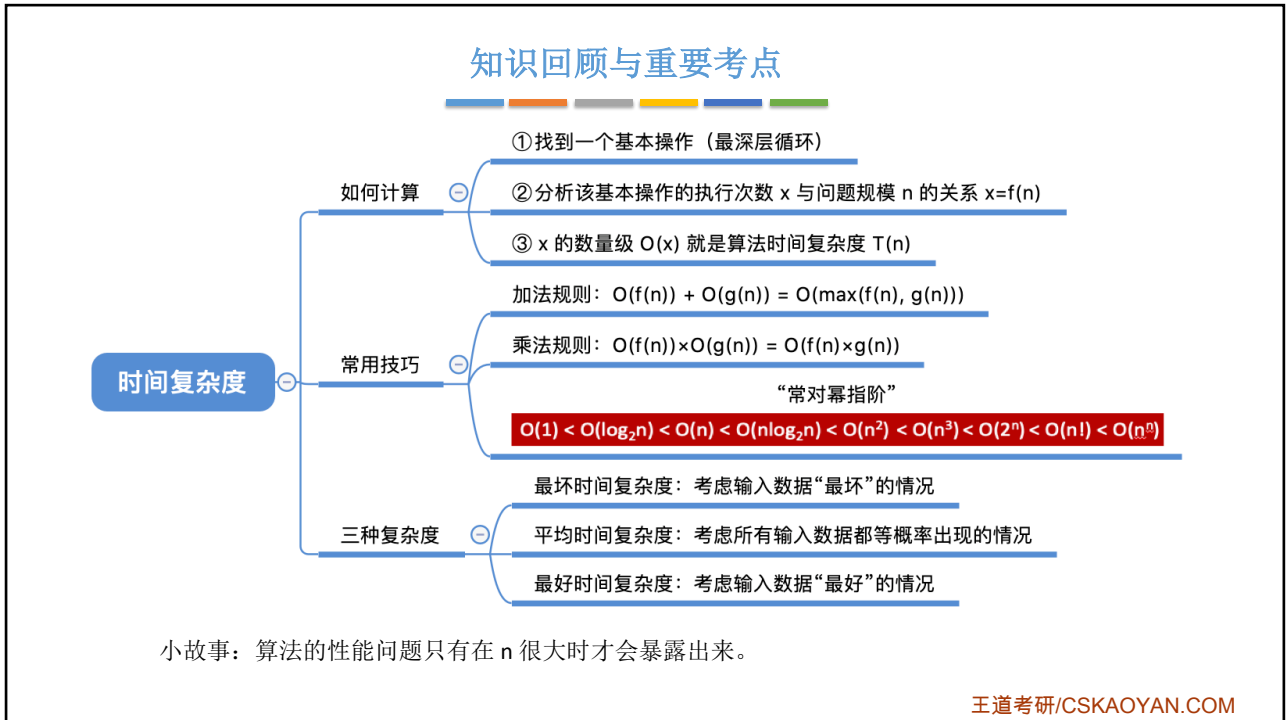 知识回顾与重要考点
时间复杂度
如何计算
①找到一个基本操作（最深层循环）
②分析该基本操作的执行次数 x 与问题规模 n 的关系 x=f(n)
③ x 的数量级 O(x) 就是算法时间复杂度 T(n)
常用技巧
加法规则：O(f(n)) + O(g(n)) = O(max(f(n), g(n)))
乘法规则：O(f(n))×O(g(n)) = O(f(n)×g(n))
“常对幂指阶”
O(1) < O(log₂n) < O(n) < O(nlog₂n) < O(n²) < O(n³) < O(2ⁿ) < O(n!) < O(nⁿ)
三种复杂度
最坏时间复杂度：考虑输入数据“最坏”的情况
平均时间复杂度：考虑所有输入数据都等概率出现的情况
最好时间复杂度：考虑输入数据“最好”的情况
小故事：算法的性能问题只有在 n 很大时才会暴露出来。
王道考研/CSKAOYAN.COM